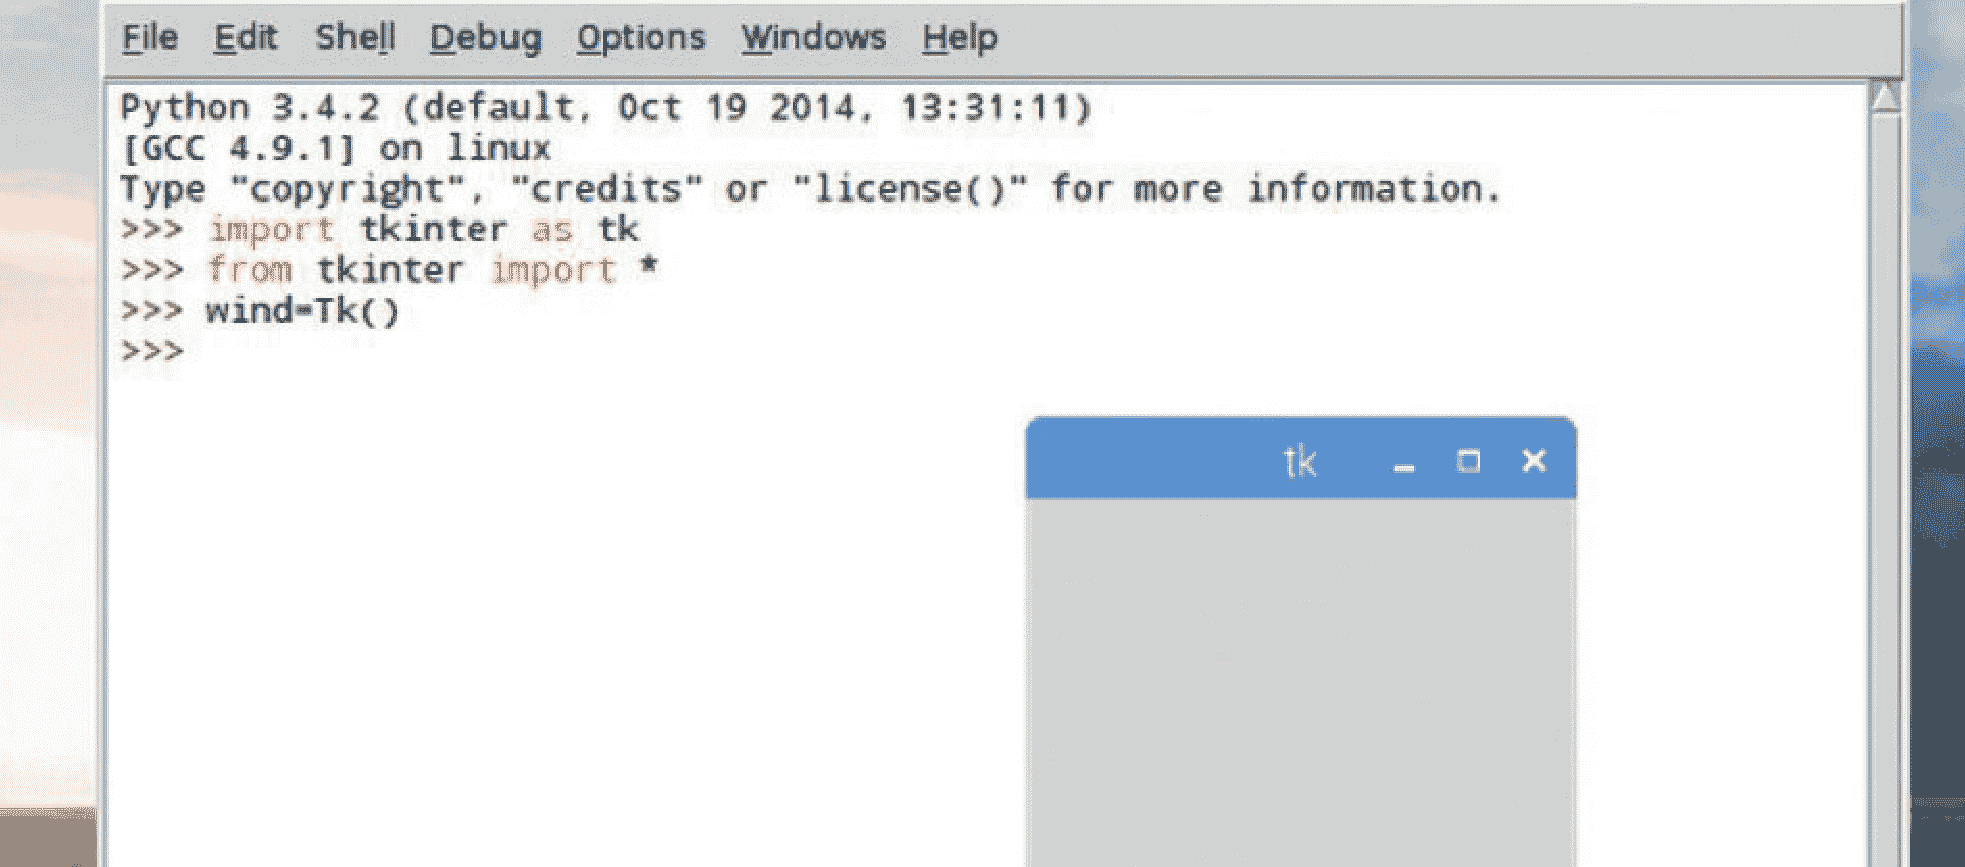 File Edit Shell Debug Options Windows Help
Python 3.4.2 (default, Oct 19 2014, 13:31:11)
[GCC 4.9.1] on linux
Type "copyright", "credits" or "license()" for more information.
>>> import tkinter as tk
>>> from tkinter import *
>>> wind=Tk()
>>>
tk